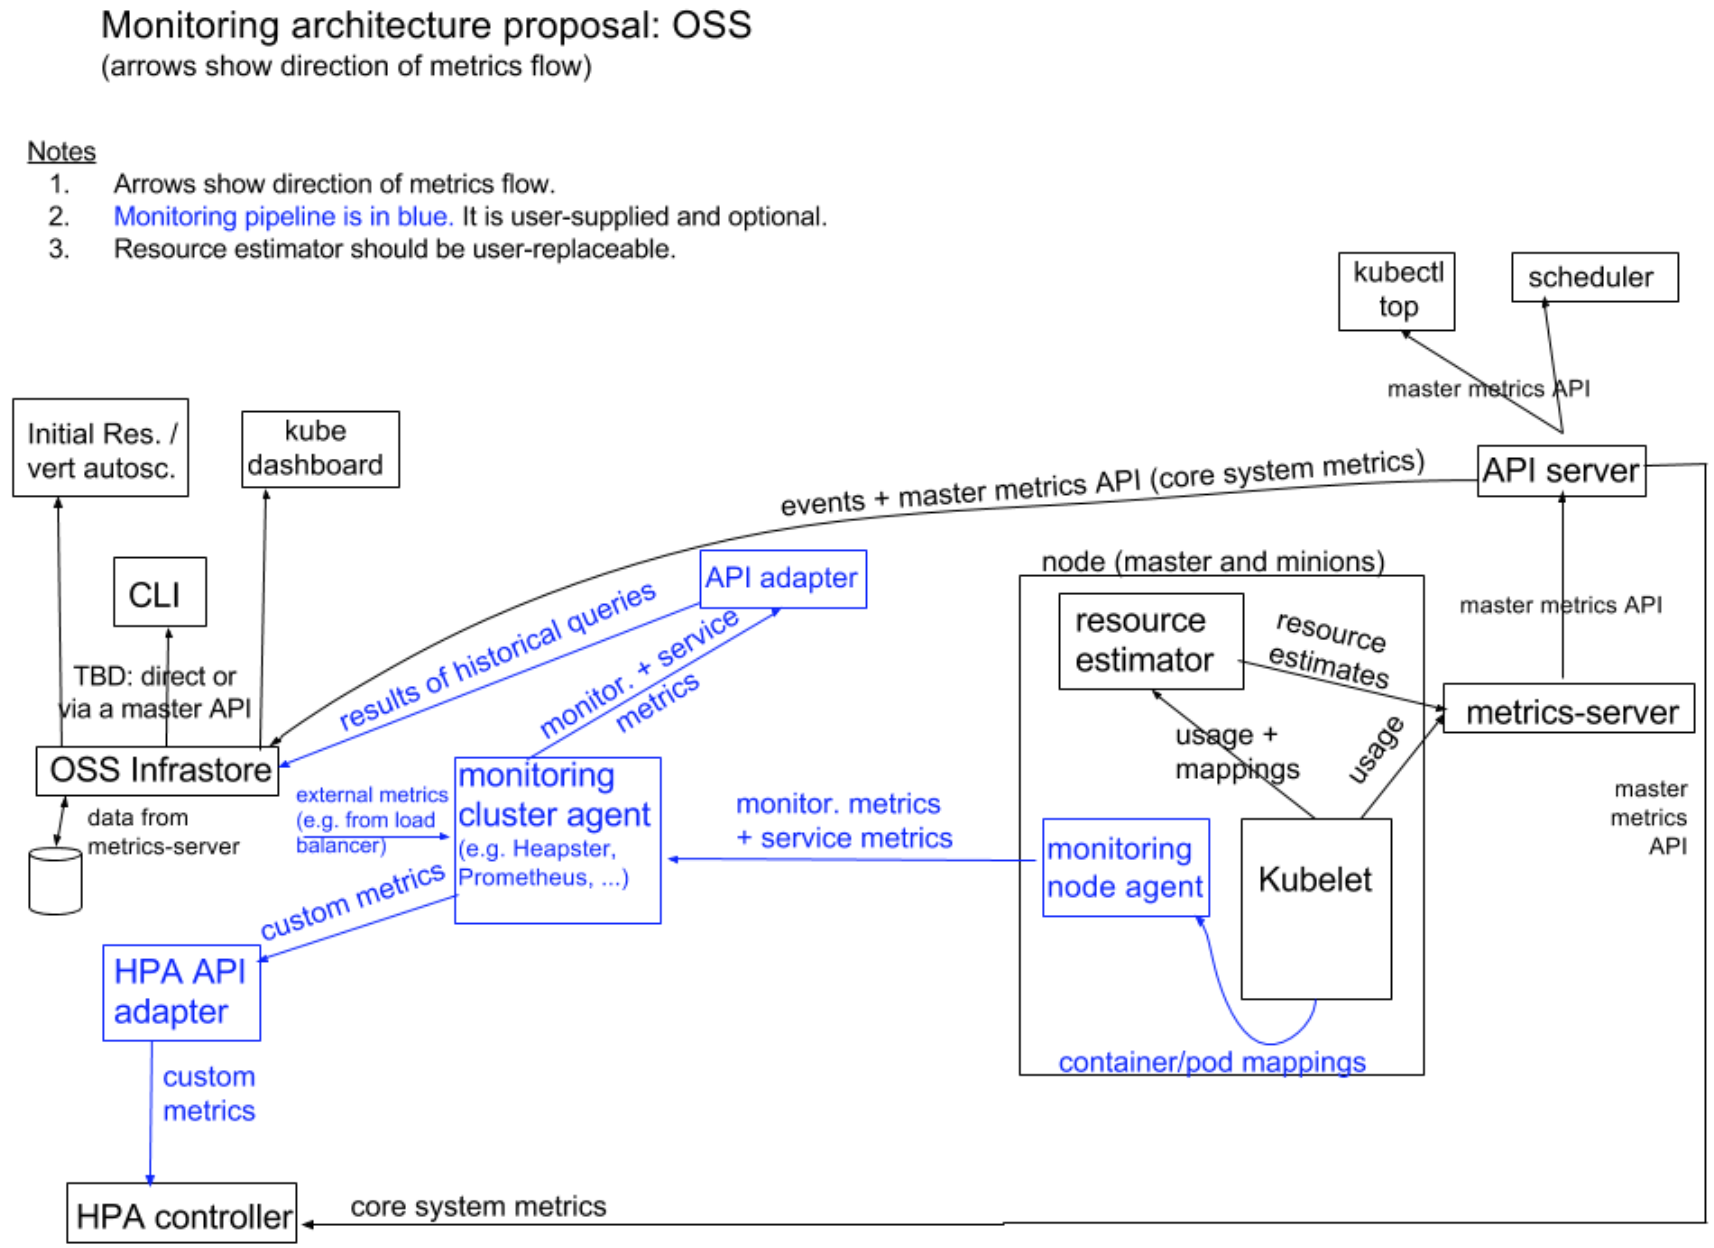 Monitoring architecture proposal: OSS
(arrows show direction of metrics flow)
Notes
1. Arrows show direction of metrics flow.
2. Monitoring pipeline is in blue. It is user-supplied and optional.
3. Resource estimator should be user-replaceable.
kubectl
top
scheduler
master metrics API
Initial Res. /
vert autosc.
kube
dashboard
API server
events + master metrics API (core system metrics)
CLI
API adapter
node (master and minions)
resource
estimator
resource
estimates
master metrics API
TBD: direct or
via a master API
results of historical queries
monitor. + service
metrics
metrics-server
usage +
mappings
usage
OSS Infrastore
data from
metrics-server
external metrics
(e.g. from load
balancer)
monitoring
cluster agent
(e.g. Heapster,
Prometheus, ...)
monitor. metrics
+ service metrics
monitoring
node agent
Kubelet
master
metrics
API
custom metrics
HPA API
adapter
container/pod mappings
custom
metrics
HPA controller
core system metrics